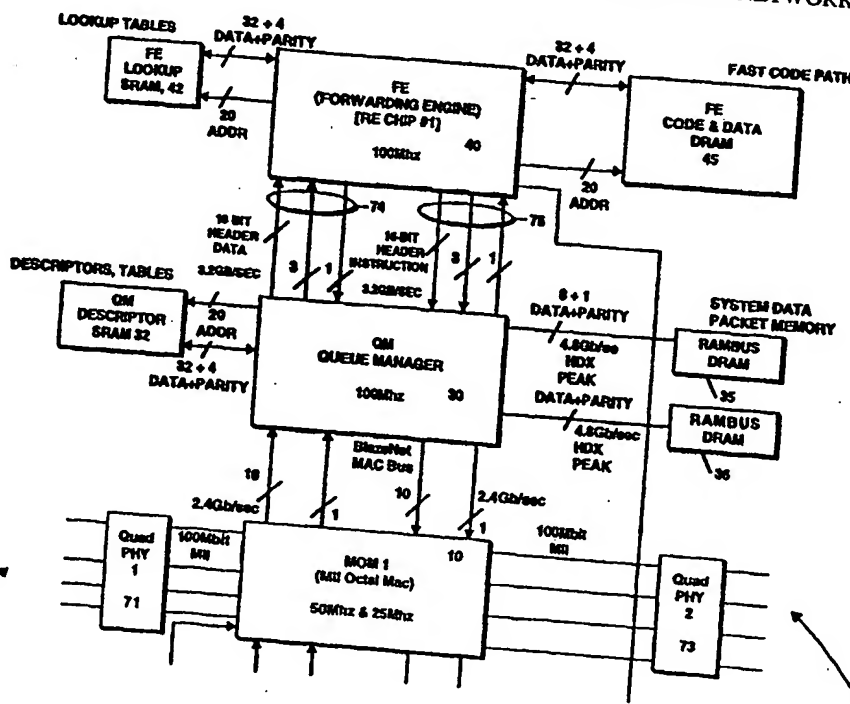 LOOKUP TABLES
32 + 4
DATA+PARITY
FE
LOOKUP
SRAM, 42
20
ADDR
FE
(FORWARDING ENGINE)
[RE CHIP #1]
100Mhz 40
32 + 4
DATA+PARITY
FAST CODE PATH
FE
CODE & DATA
DRAM
45
20
ADDR
74
75
16 BIT
HEADER
DATA
3.2GB/SEC
3
1
16-BIT
HEADER
INSTRUCTION
3.2GB/SEC
3
1
DESCRIPTORS, TABLES
QM
DESCRIPTOR
SRAM 32
20
ADDR
32 + 4
DATA+PARITY
QM
QUEUE MANAGER
100Mhz 30
8 + 1
DATA+PARITY
4.8Gb/sec
HDX
PEAK
SYSTEM DATA
PACKET MEMORY
RAMBUS
DRAM
35
DATA+PARITY
4.8Gb/sec
HDX
PEAK
RAMBUS
DRAM
36
BlazeNet
MAC Bus
2.4Gb/sec
1
10
2.4Gb/sec
1
Quad
PHY
1
71
100Mbit
MII
MOM 1 10
(MII Octal Mac)
50Mhz & 25Mhz
100Mbit
MII
Quad
PHY
2
73